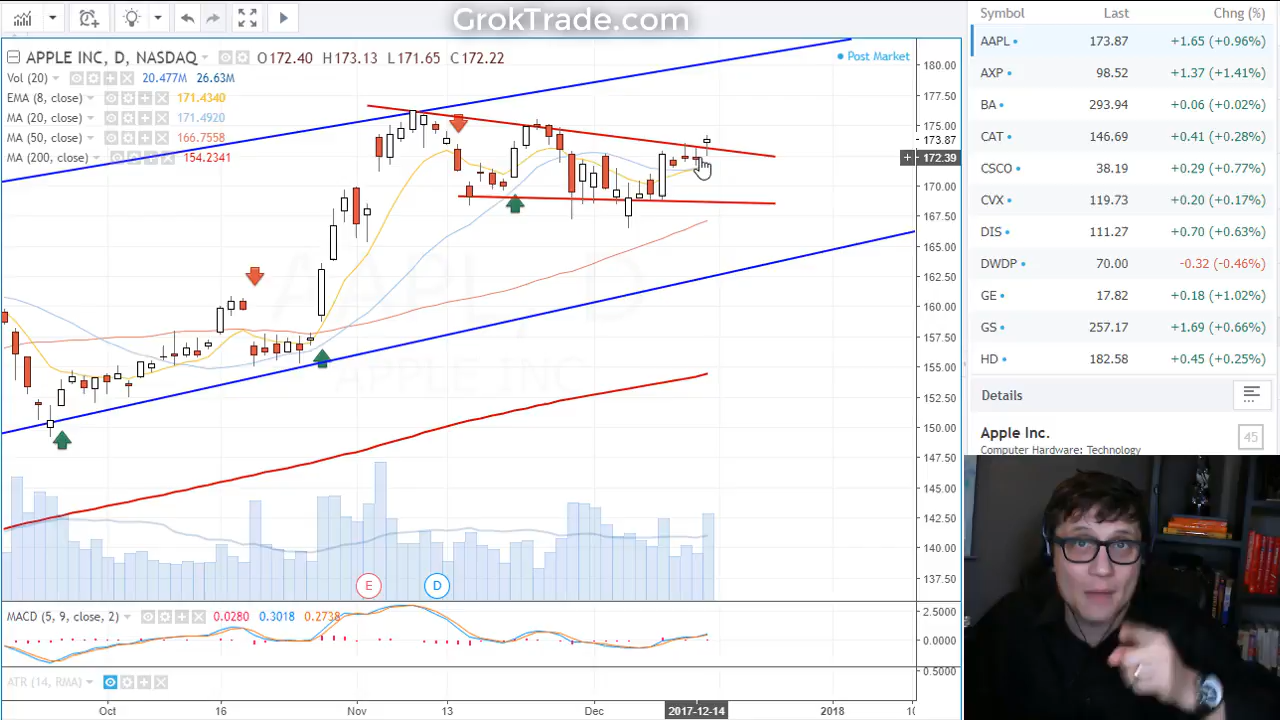 GrokTrade.com
APPLE INC, D, NASDAQ O172.40 H173.13 L171.65 C172.22
Vol (20) 20.477M 26.63M
EMA (8, close) 171.4340
MA (20, close) 171.4920
MA (50, close) 166.7558
MA (200, close) 154.2341
Post Market
180.00
177.50
175.00
173.87
172.39
170.00
167.50
165.00
162.50
160.00
157.50
155.00
152.50
150.00
147.50
145.00
142.50
140.00
137.50
AAPL, D
APPLE INC
E
D
MACD (5, 9, close, 2) 0.0280 0.3018 0.2738
2.5000
0.0000
ATR (14, RMA)
0.5000
Oct 16 Nov 13 Dec 2017-12-14 2018
Symbol Last Chng (%)
AAPL 173.87 +1.65 (+0.96%)
AXP 98.52 +1.37 (+1.41%)
BA 293.94 +0.06 (+0.02%)
CAT 146.69 +0.41 (+0.28%)
CSCO 38.19 +0.29 (+0.77%)
CVX 119.73 +0.20 (+0.17%)
DIS 111.27 +0.70 (+0.63%)
DWDP 70.00 -0.32 (-0.46%)
GE 17.82 +0.18 (+1.02%)
GS 257.17 +1.69 (+0.66%)
HD 182.58 +0.45 (+0.25%)
Details
Apple Inc. 45
Computer Hardware: Technology